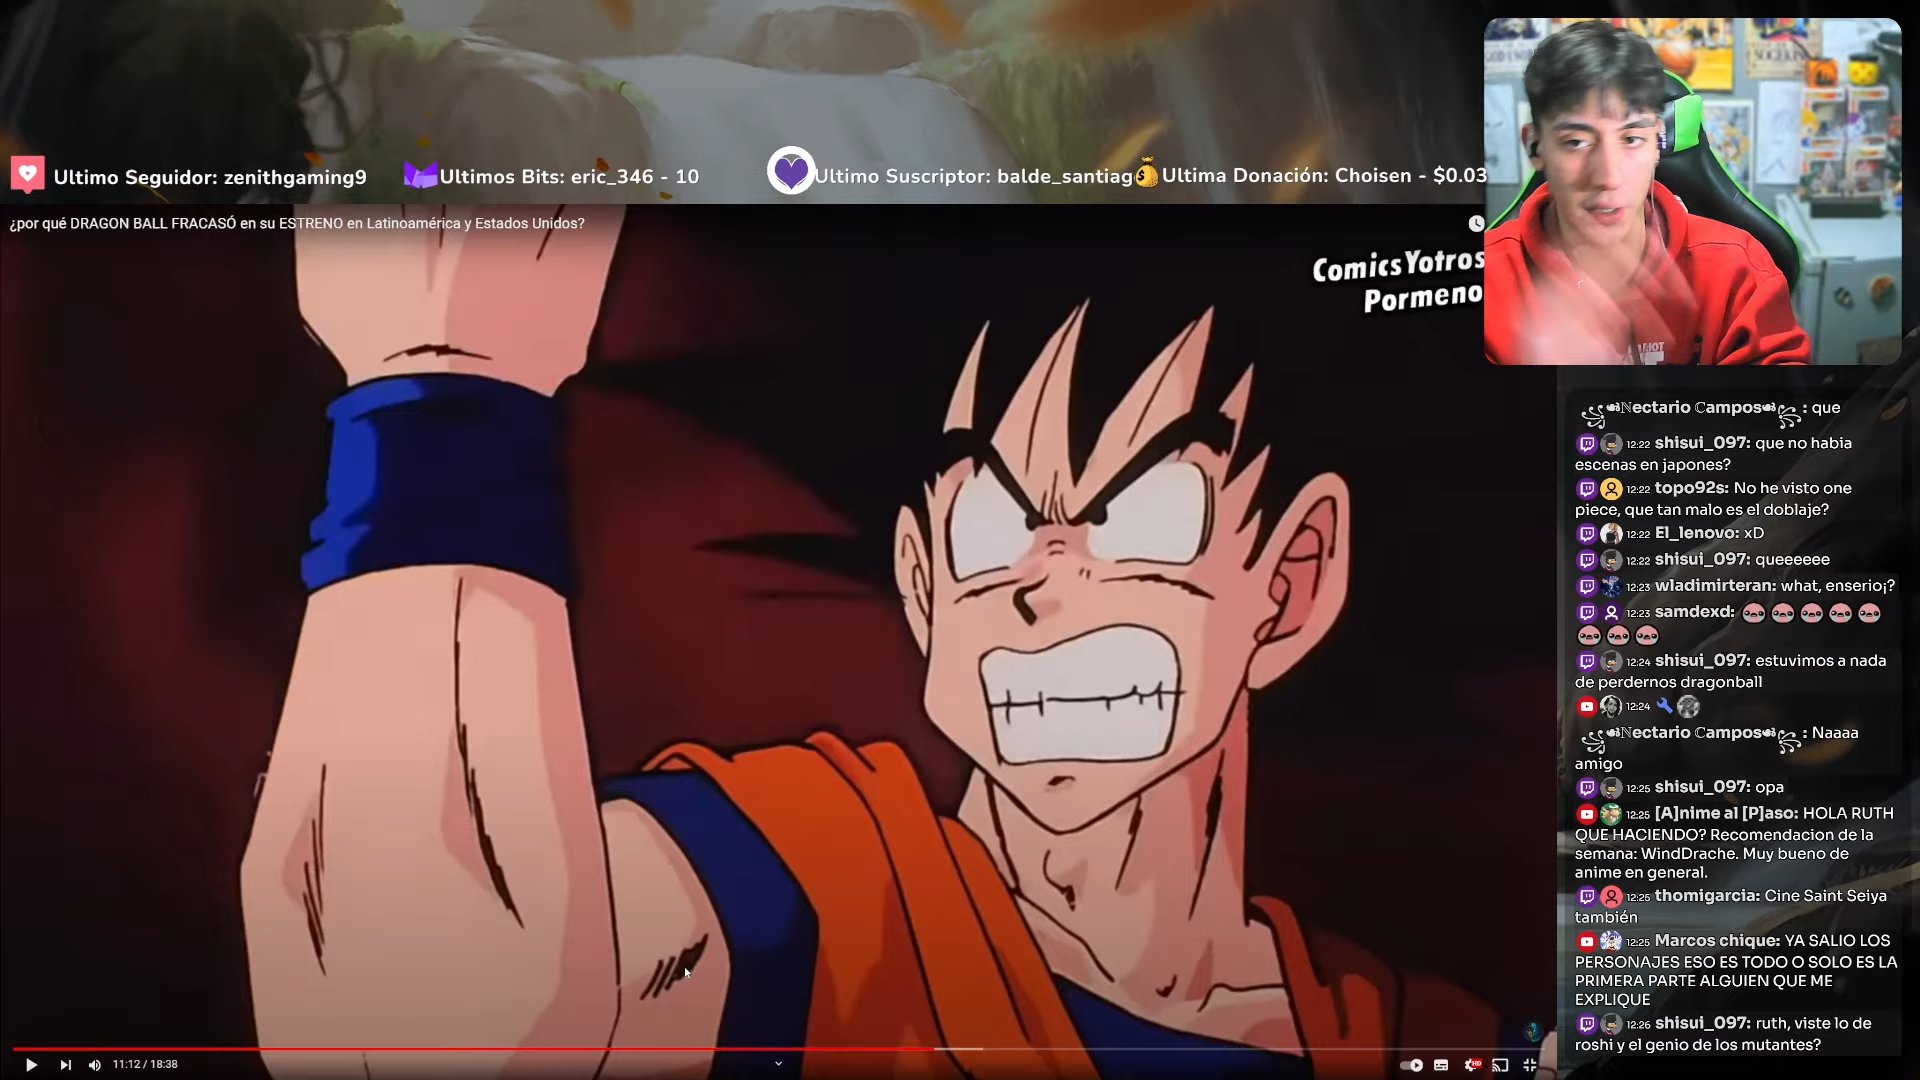 Ultimo Seguidor: zenithgaming9
Ultimos Bits: eric_346 - 10
Ultimo Suscriptor: balde_santiag
Ultima Donación: Choisen - $0.03
¿por qué DRAGON BALL FRACASÓ en su ESTRENO en Latinoamérica y Estados Unidos?
ComicsYotros
Pormeno
ℕectario ℂampos: que
12:22 shisui_097: que no habia
escenas en japones?
12:22 topo92s: No he visto one
piece, que tan malo es el doblaje?
12:22 El_lenovo: xD
12:22 shisui_097: queeeeee
12:23 wladimirteran: what, enserio¡?
12:23 samdexd:
12:24 shisui_097: estuvimos a nada
de perdernos dragonball
12:24
ℕectario ℂampos: Naaaa
amigo
12:25 shisui_097: opa
12:25 [A]nime al [P]aso: HOLA RUTH
QUE HACIENDO? Recomendacion de la
semana: WindDrache. Muy bueno de
anime en general.
12:25 thomigarcia: Cine Saint Seiya
también
12:25 Marcos chique: YA SALIO LOS
PERSONAJES ESO ES TODO O SOLO ES LA
PRIMERA PARTE ALGUIEN QUE ME
EXPLIQUE
12:26 shisui_097: ruth, viste lo de
roshi y el genio de los mutantes?
11:12 / 18:38
HD